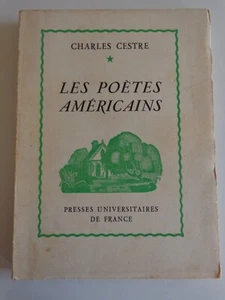 CHARLES CESTRE
LES POÈTES
AMÉRICAINS
PRESSES UNIVERSITAIRES
DE FRANCE